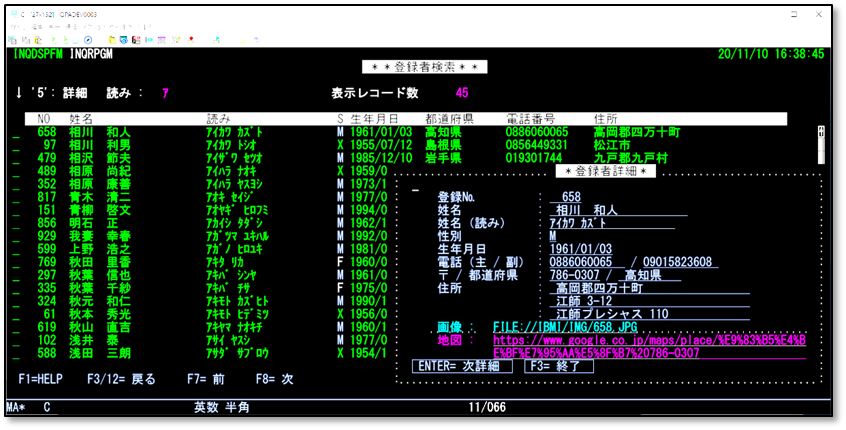 C [27×132]
INQDSPFM INQRPGM 20/11/10 16:38:45
**登録者検索**
↓ '5': 詳細 読み : ｱ 表示レコード数 45
NO 姓名 読み S 生年月日 都道府県 電話番号 住所
658 相川 和人 ｱｲｶﾜ ｶｽﾞﾄ M 1961/01/03 高知県 0886060065 高岡郡四万十町
97 相川 利男 ｱｲｶﾜ ﾄｼｵ X 1955/07/12 島根県 0856449331 松江市
479 相沢 節夫 ｱｲｻﾞﾜ ｾﾂｵ M 1985/12/10 岩手県 019301744 九戸郡九戸村
489 相原 尚紀 ｱｲﾊﾗ ﾅｵｷ X 1959/0
352 相原 康善 ｱｲﾊﾗ ﾔｽﾖｼ M 1973/1
817 青木 清二 ｱｵｷ ｾｲｼﾞ M 1977/0
151 青柳 啓文 ｱｵﾔｷﾞ ﾋﾛﾌﾐ M 1994/0
856 明石 正 ｱｶｼ ﾀﾀﾞｼ M 1962/1
929 我妻 幸春 ｱｶﾞﾂﾏ ﾕｷﾊﾙ M 1992/0
599 上野 浩之 ｱｶﾞﾉ ﾋﾛﾕｷ M 1981/0
769 秋田 里香 ｱｷﾀ ﾘｶ F 1960/0
297 秋葉 信也 ｱｷﾊﾞ ｼﾝﾔ M 1961/0
335 秋葉 千紗 ｱｷﾊﾞ ﾁｻ F 1975/0
324 秋元 和仁 ｱｷﾓﾄ ｶｽﾞﾋﾄ M 1990/1
61 秋本 秀光 ｱｷﾓﾄ ﾋﾃﾞﾐﾂ X 1956/0
619 秋山 直吉 ｱｷﾔﾏ ﾅｵｷﾁ M 1960/1
102 浅井 泰 ｱｻｲ ﾔｽｼ M 1977/0
588 浅田 三朗 ｱｻﾀﾞ ｻﾌﾞﾛｳ X 1954/1
*登録者詳細*
登録No. : 658
姓名 : 相川 和人
姓名(読み) : ｱｲｶﾜ ｶｽﾞﾄ
性別 : M
生年月日 : 1961/01/03
電話(主 / 副) : 0886060065 / 09015823608
〒 / 都道府県 : 786-0307 / 高知県
住所 : 高岡郡四万十町
: 江師 3-12
: 江師プレシャス 110
画像 : FILE://IBMI/IMG/658.JPG
地図 : https://www.google.co.jp/maps/place/%E9%83%B5%E4%B
E%BF%E7%95%AA%E5%8F%B7%20786-0307
ENTER= 次詳細 F3= 終了
F1=HELP F3/12= 戻る F7= 前 F8= 次
MA* C 英数 半角 11/066